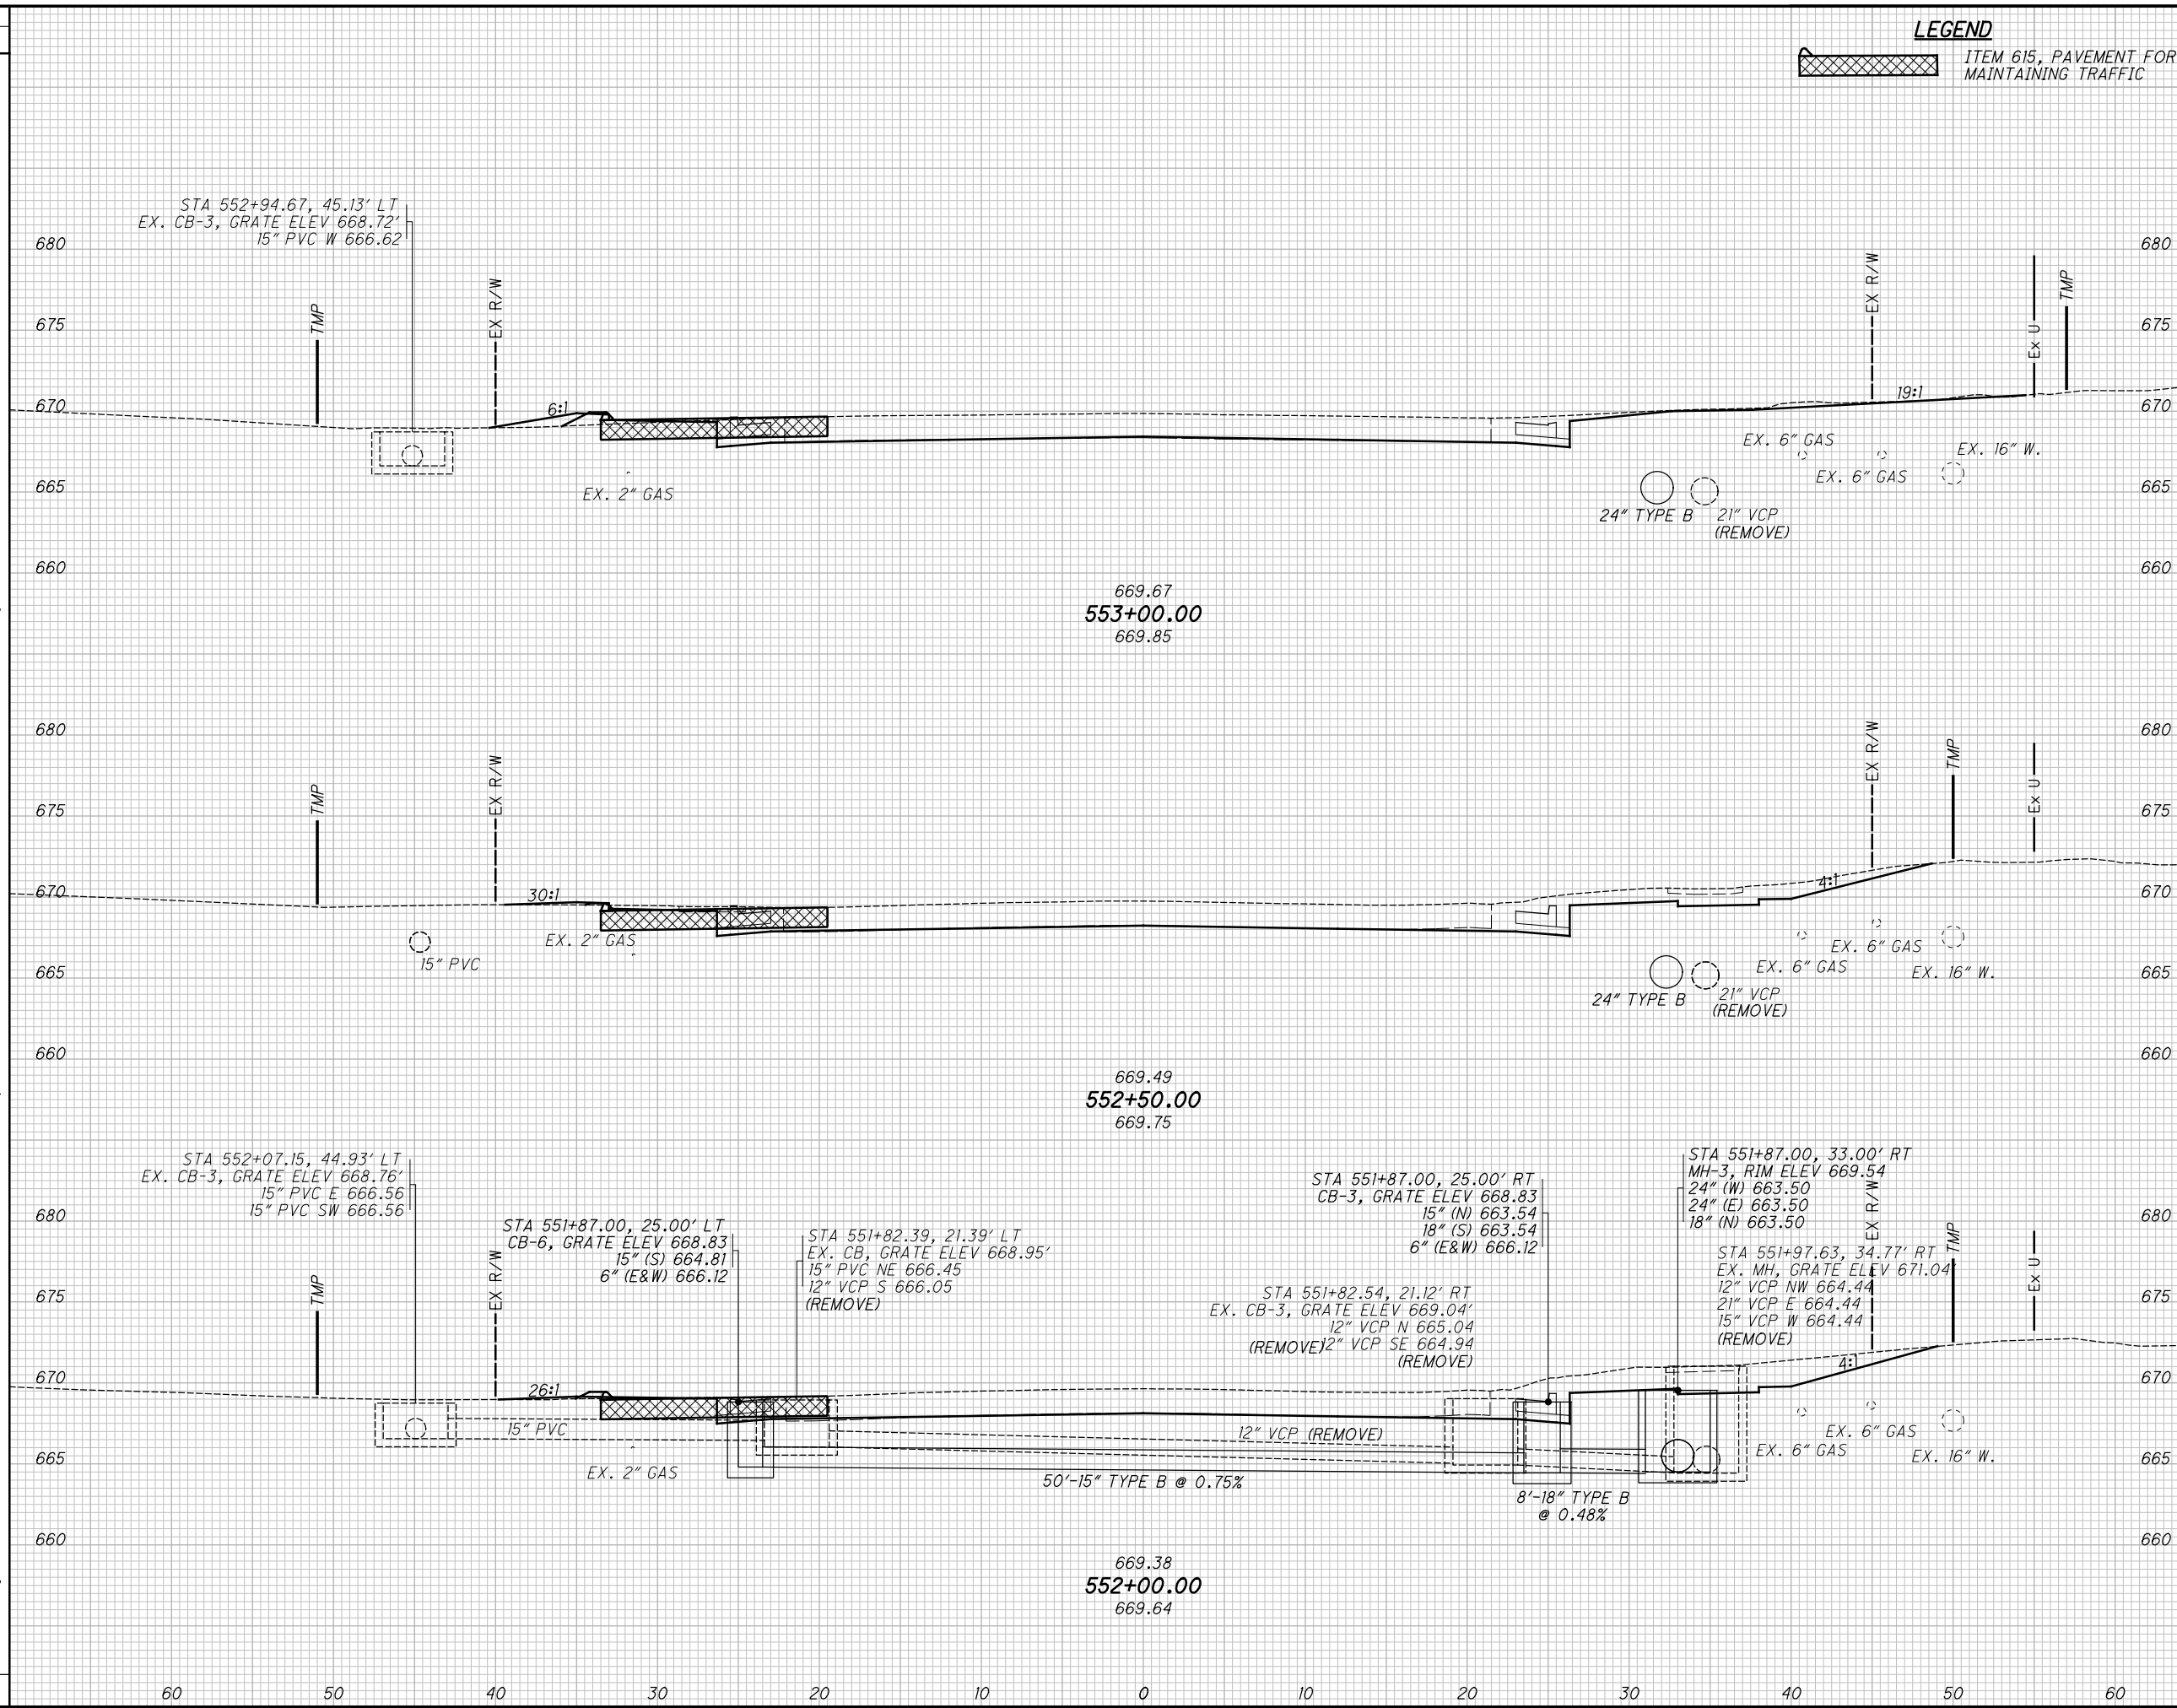 LEGEND
ITEM 615, PAVEMENT FOR
MAINTAINING TRAFFIC
STA 552+94.67, 45.13' LT
EX. CB-3, GRATE ELEV 668.72'
15" PVC W 666.62
680
680
675
675
670
670
665
665
660
660
TMP
EX R/W
EX R/W
Ex U
TMP
6:1
19:1
EX. 2" GAS
EX. 6" GAS
EX. 6" GAS
EX. 16" W.
24" TYPE B
21" VCP
(REMOVE)
669.67
553+00.00
669.85
680
680
675
675
670
670
665
665
660
660
TMP
EX R/W
EX R/W
TMP
Ex U
30:1
4:1
15" PVC
EX. 2" GAS
EX. 6" GAS
EX. 6" GAS
EX. 16" W.
24" TYPE B
21" VCP
(REMOVE)
669.49
552+50.00
669.75
STA 552+07.15, 44.93' LT
EX. CB-3, GRATE ELEV 668.76'
15" PVC E 666.56
15" PVC SW 666.56
STA 551+87.00, 25.00' LT
CB-6, GRATE ELEV 668.83
15" (S) 664.81
6" (E&W) 666.12
STA 551+82.39, 21.39' LT
EX. CB, GRATE ELEV 668.95'
15" PVC NE 666.45
12" VCP S 666.05
(REMOVE)
STA 551+87.00, 25.00' RT
CB-3, GRATE ELEV 668.83
15" (N) 663.54
18" (S) 663.54
6" (E&W) 666.12
STA 551+82.54, 21.12' RT
EX. CB-3, GRATE ELEV 669.04'
12" VCP N 665.04
(REMOVE)12" VCP SE 664.94
(REMOVE)
STA 551+87.00, 33.00' RT
MH-3, RIM ELEV 669.54
24" (W) 663.50
24" (E) 663.50
18" (N) 663.50
STA 551+97.63, 34.77' RT
EX. MH, GRATE ELEV 671.04'
12" VCP NW 664.44
21" VCP E 664.44
15" VCP W 664.44
(REMOVE)
680
680
675
675
670
670
665
665
660
660
TMP
EX R/W
EX R/W
TMP
Ex U
26:1
4:1
15" PVC
EX. 2" GAS
12" VCP (REMOVE)
50'-15" TYPE B @ 0.75%
8'-18" TYPE B
@ 0.48%
EX. 6" GAS
EX. 6" GAS
EX. 16" W.
669.38
552+00.00
669.64
60 50 40 30 20 10 0 10 20 30 40 50 60